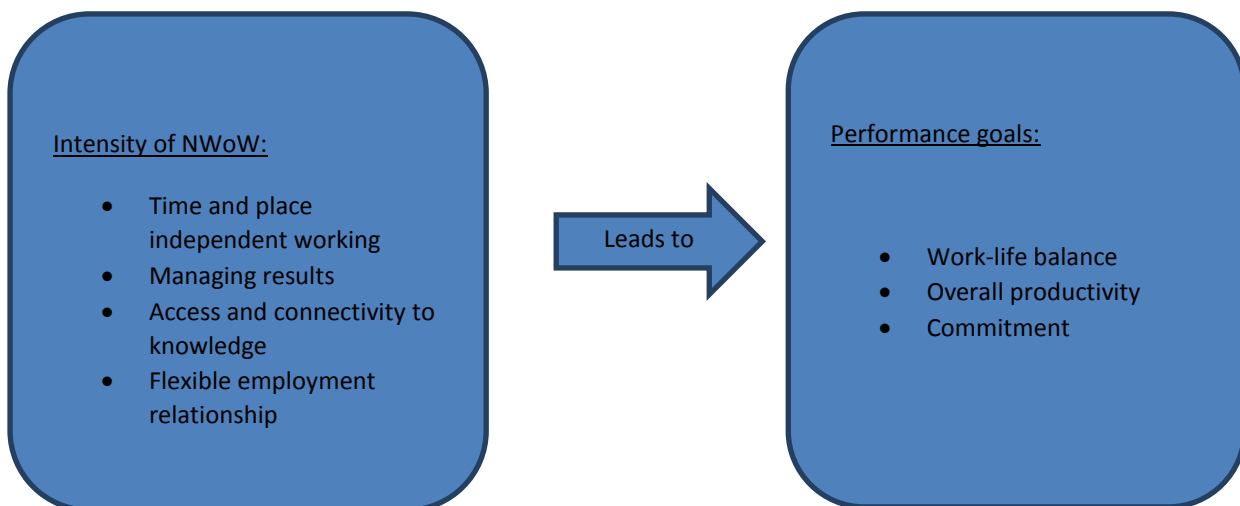 Intensity of NWoW:
• Time and place
independent working
• Managing results
• Access and connectivity to
knowledge
• Flexible employment
relationship
Leads to
Performance goals:
• Work-life balance
• Overall productivity
• Commitment